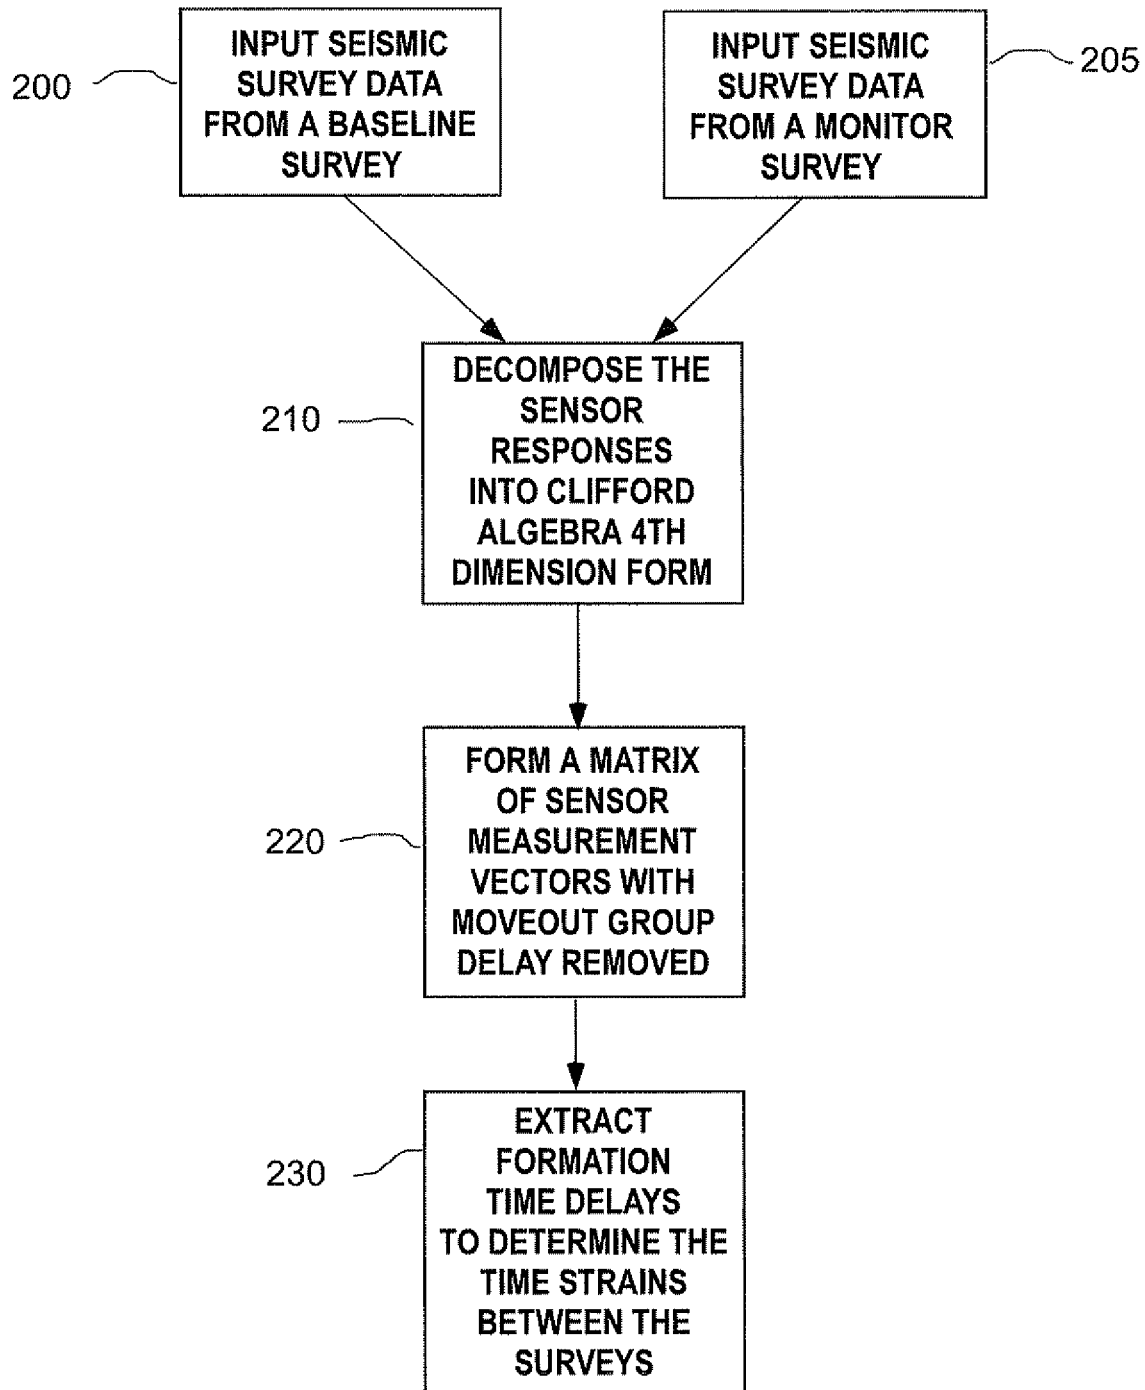 200
INPUT SEISMIC
SURVEY DATA
FROM A BASELINE
SURVEY
INPUT SEISMIC
SURVEY DATA
FROM A MONITOR
SURVEY
205
210
DECOMPOSE THE
SENSOR
RESPONSES
INTO CLIFFORD
ALGEBRA 4TH
DIMENSION FORM
220
FORM A MATRIX
OF SENSOR
MEASUREMENT
VECTORS WITH
MOVEOUT GROUP
DELAY REMOVED
230
EXTRACT
FORMATION
TIME DELAYS
TO DETERMINE THE
TIME STRAINS
BETWEEN THE
SURVEYS